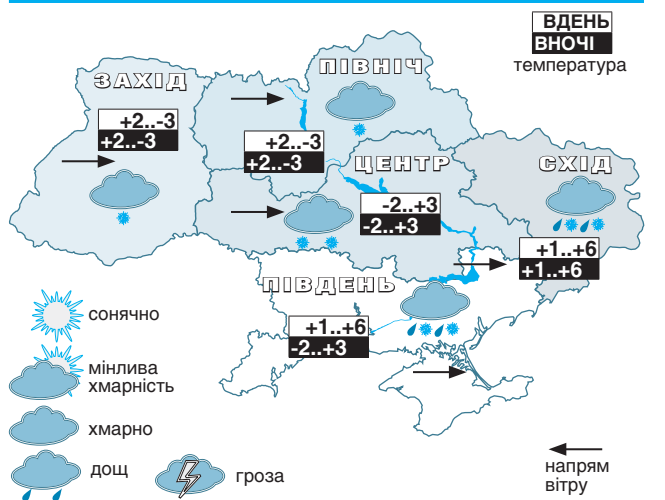 ВДЕНЬ
ВНОЧІ
температура
ПІВНІЧ
ЗАХІД
+2..-3
+2..-3
+2..-3
+2..-3
ЦЕНТР
СХІД
-2..+3
-2..+3
+1..+6
+1..+6
ПІВДЕНЬ
+1..+6
-2..+3
сонячно
мінлива
хмарність
хмарно
дощ
гроза
напрям
вітру